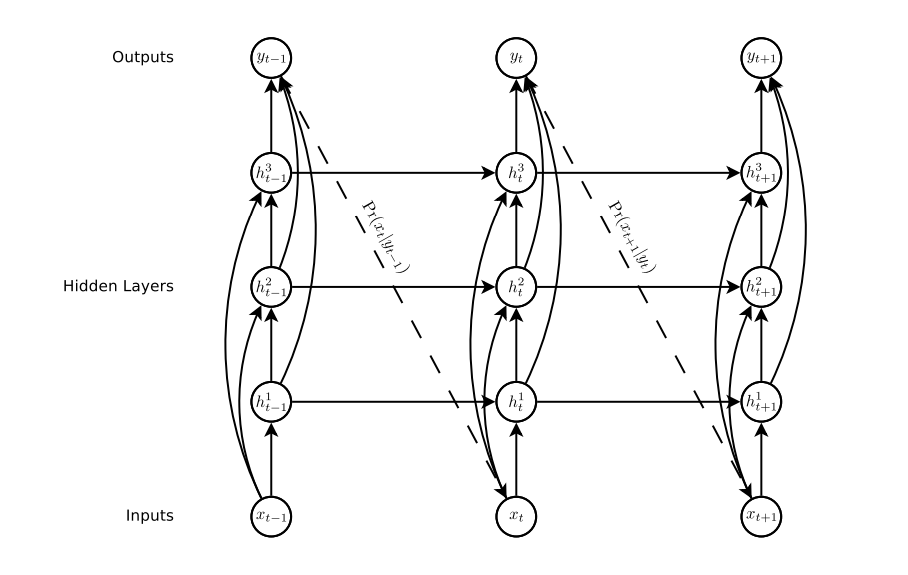 Outputs y_{t−1} y_t y_{t+1}
h^3_{t−1} h^3_t h^3_{t+1}
Pr(x_t|y_{t−1}) Pr(x_{t+1}|y_t)
Hidden Layers h^2_{t−1} h^2_t h^2_{t+1}
h^1_{t−1} h^1_t h^1_{t+1}
Inputs x_{t−1} x_t x_{t+1}